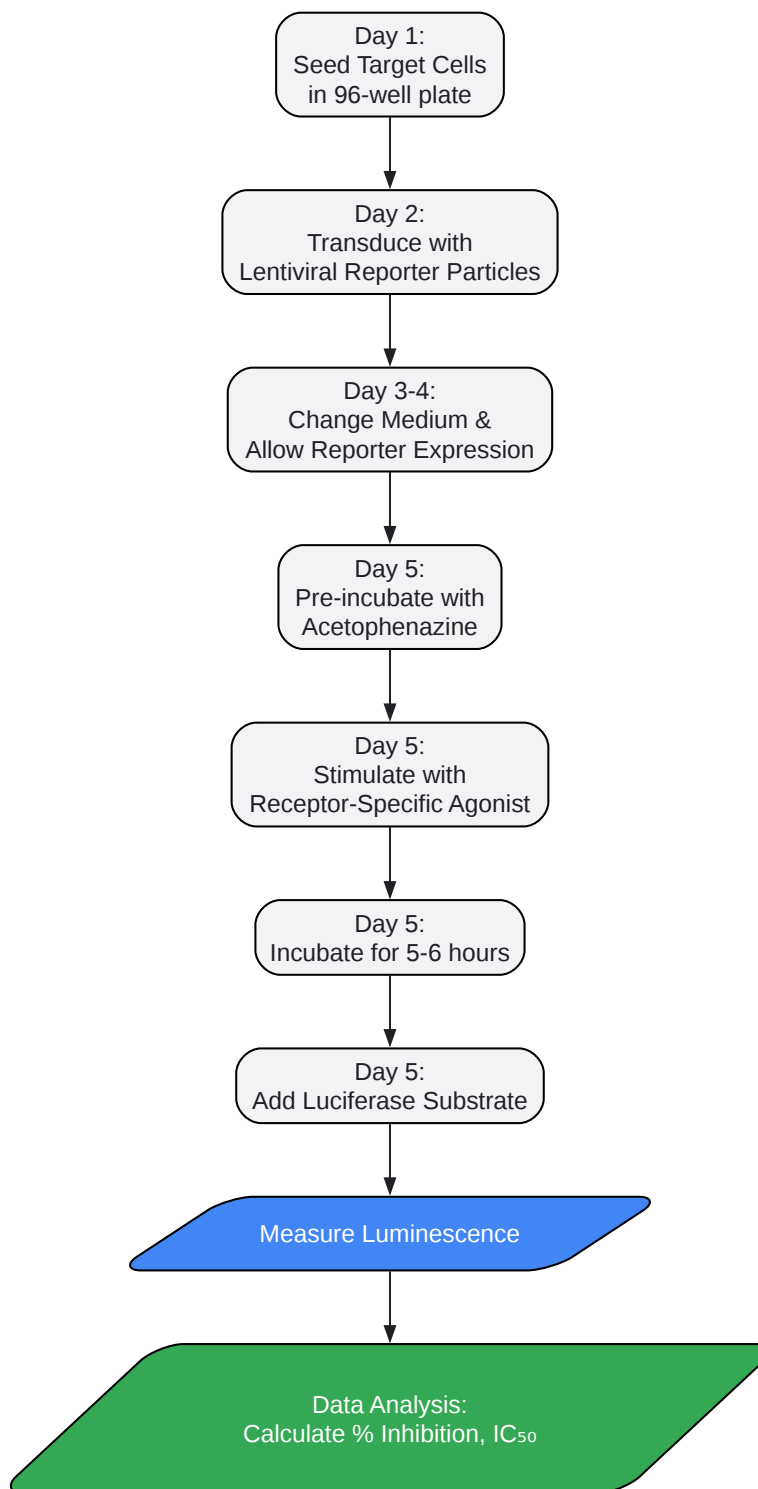 Day 1:
Seed Target Cells
in 96-well plate
Day 2:
Transduce with
Lentiviral Reporter Particles
Day 3-4:
Change Medium &
Allow Reporter Expression
Day 5:
Pre-incubate with
Acetophenazine
Day 5:
Stimulate with
Receptor-Specific Agonist
Day 5:
Incubate for 5-6 hours
Day 5:
Add Luciferase Substrate
Measure Luminescence
Data Analysis:
Calculate % Inhibition, IC₅₀